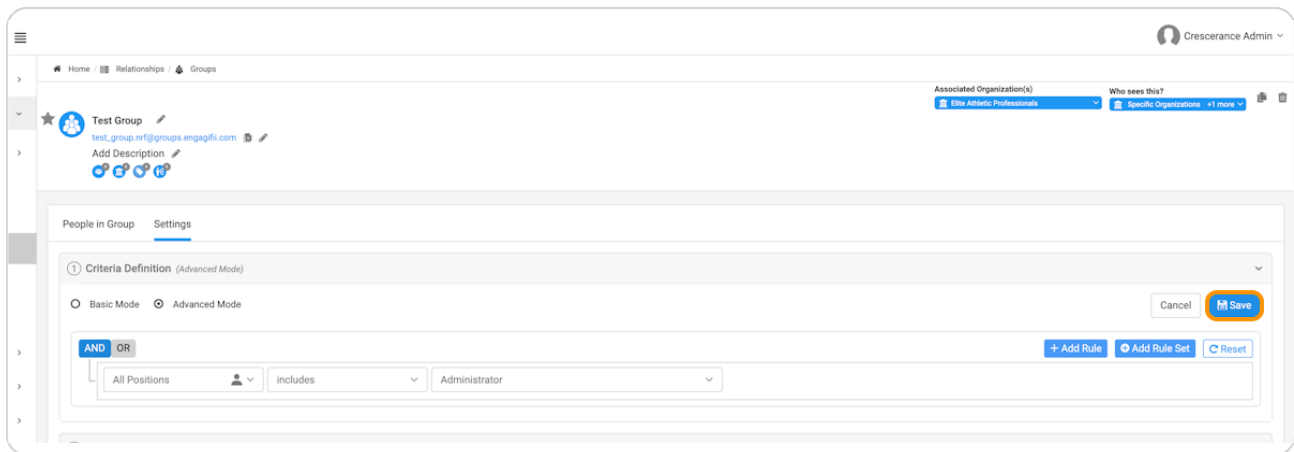 Crescerance Admin
Home / Relationships / Groups
Associated Organization(s)
Who sees this?
Elite Athletic Professionals
Specific Organizations +1 more
Test Group
test_group.nrf@groups.engagifii.com
Add Description
People in Group Settings
1 Criteria Definition (Advanced Mode)
Basic Mode Advanced Mode Cancel Save
AND OR + Add Rule Add Rule Set Reset
All Positions includes Administrator